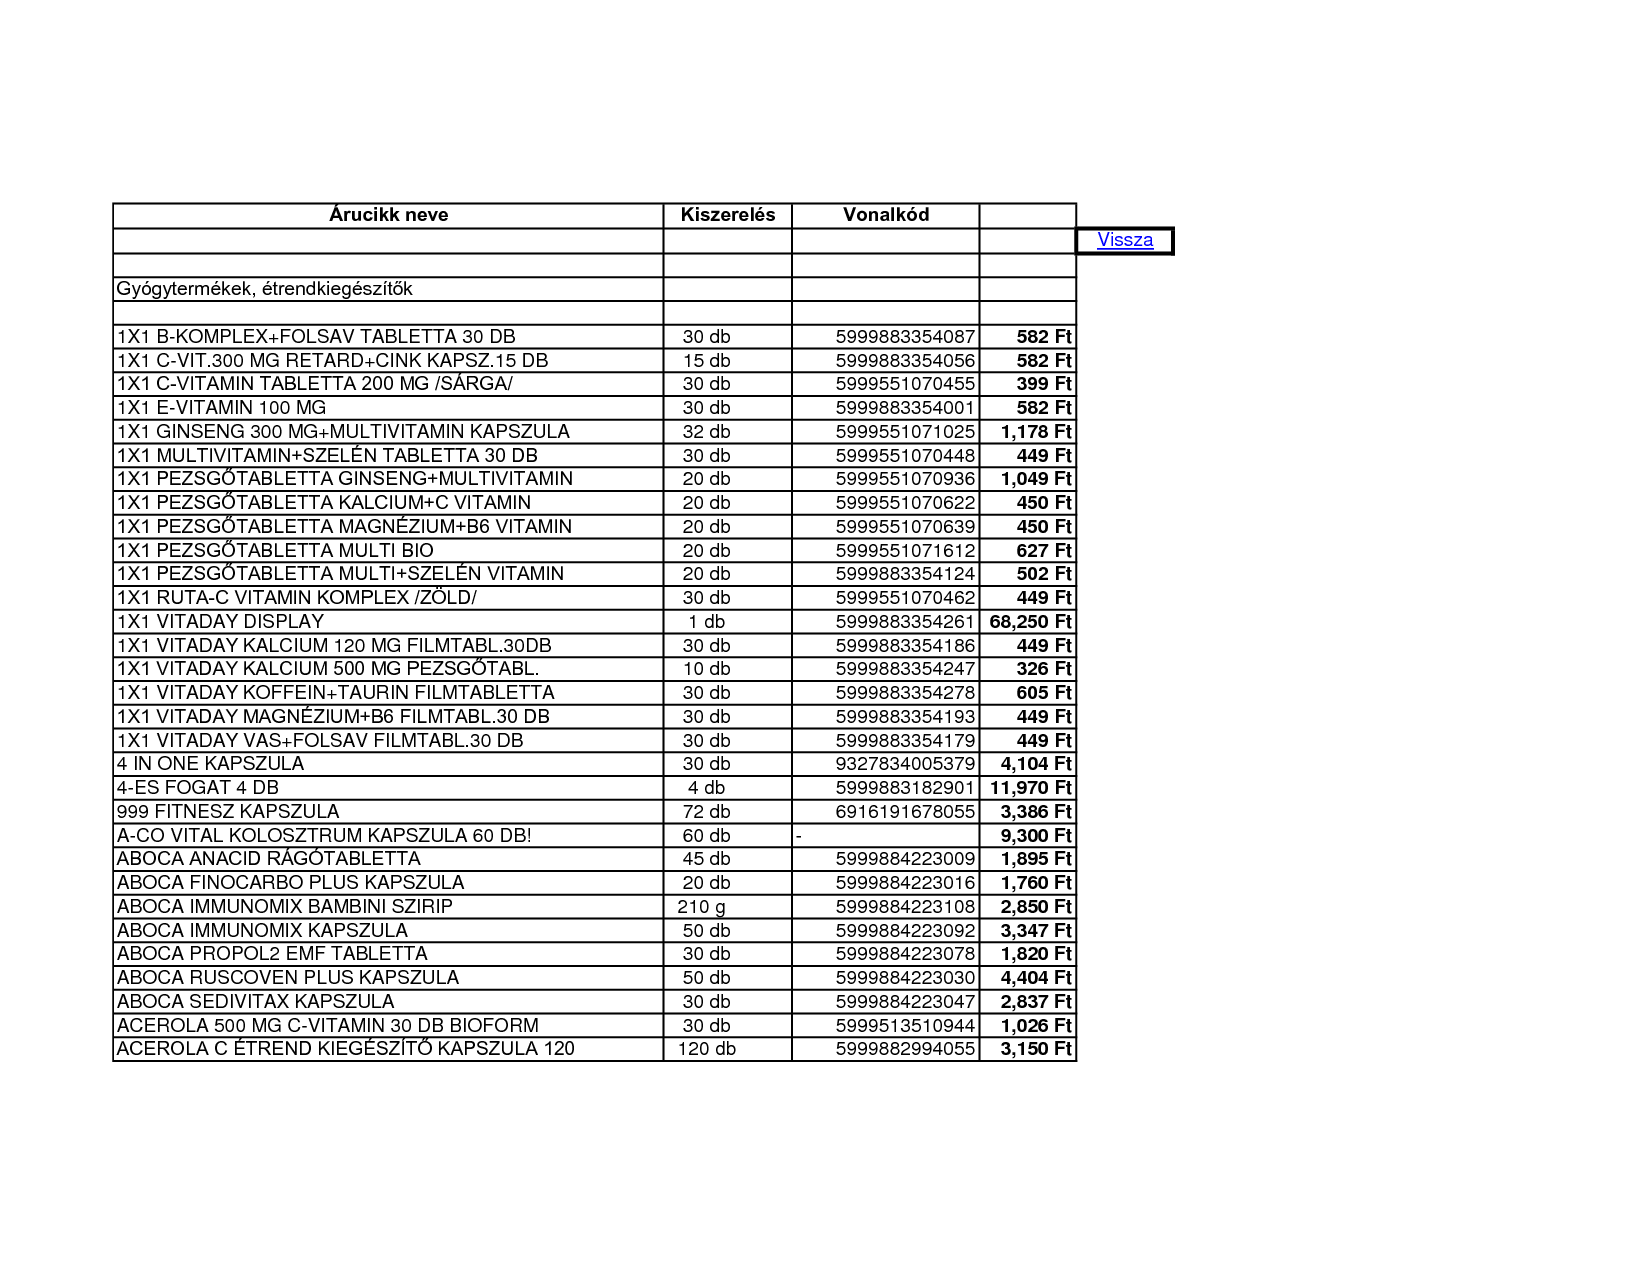 Árucikk neve Kiszerelés Vonalkód
Vissza
Gyógytermékek, étrendkiegészítők
1X1 B-KOMPLEX+FOLSAV TABLETTA 30 DB 30 db 5999883354087 582 Ft
1X1 C-VIT.300 MG RETARD+CINK KAPSZ.15 DB 15 db 5999883354056 582 Ft
1X1 C-VITAMIN TABLETTA 200 MG /SÁRGA/ 30 db 5999551070455 399 Ft
1X1 E-VITAMIN 100 MG 30 db 5999883354001 582 Ft
1X1 GINSENG 300 MG+MULTIVITAMIN KAPSZULA 32 db 5999551071025 1,178 Ft
1X1 MULTIVITAMIN+SZELÉN TABLETTA 30 DB 30 db 5999551070448 449 Ft
1X1 PEZSGŐTABLETTA GINSENG+MULTIVITAMIN 20 db 5999551070936 1,049 Ft
1X1 PEZSGŐTABLETTA KALCIUM+C VITAMIN 20 db 5999551070622 450 Ft
1X1 PEZSGŐTABLETTA MAGNÉZIUM+B6 VITAMIN 20 db 5999551070639 450 Ft
1X1 PEZSGŐTABLETTA MULTI BIO 20 db 5999551071612 627 Ft
1X1 PEZSGŐTABLETTA MULTI+SZELÉN VITAMIN 20 db 5999883354124 502 Ft
1X1 RUTA-C VITAMIN KOMPLEX /ZÖLD/ 30 db 5999551070462 449 Ft
1X1 VITADAY DISPLAY 1 db 5999883354261 68,250 Ft
1X1 VITADAY KALCIUM 120 MG FILMTABL.30DB 30 db 5999883354186 449 Ft
1X1 VITADAY KALCIUM 500 MG PEZSGŐTABL. 10 db 5999883354247 326 Ft
1X1 VITADAY KOFFEIN+TAURIN FILMTABLETTA 30 db 5999883354278 605 Ft
1X1 VITADAY MAGNÉZIUM+B6 FILMTABL.30 DB 30 db 5999883354193 449 Ft
1X1 VITADAY VAS+FOLSAV FILMTABL.30 DB 30 db 5999883354179 449 Ft
4 IN ONE KAPSZULA 30 db 9327834005379 4,104 Ft
4-ES FOGAT 4 DB 4 db 5999883182901 11,970 Ft
999 FITNESZ KAPSZULA 72 db 6916191678055 3,386 Ft
A-CO VITAL KOLOSZTRUM KAPSZULA 60 DB! 60 db - 9,300 Ft
ABOCA ANACID RÁGÓTABLETTA 45 db 5999884223009 1,895 Ft
ABOCA FINOCARBO PLUS KAPSZULA 20 db 5999884223016 1,760 Ft
ABOCA IMMUNOMIX BAMBINI SZIRIP 210 g 5999884223108 2,850 Ft
ABOCA IMMUNOMIX KAPSZULA 50 db 5999884223092 3,347 Ft
ABOCA PROPOL2 EMF TABLETTA 30 db 5999884223078 1,820 Ft
ABOCA RUSCOVEN PLUS KAPSZULA 50 db 5999884223030 4,404 Ft
ABOCA SEDIVITAX KAPSZULA 30 db 5999884223047 2,837 Ft
ACEROLA 500 MG C-VITAMIN 30 DB BIOFORM 30 db 5999513510944 1,026 Ft
ACEROLA C ÉTREND KIEGÉSZÍTŐ KAPSZULA 120 120 db 5999882994055 3,150 Ft